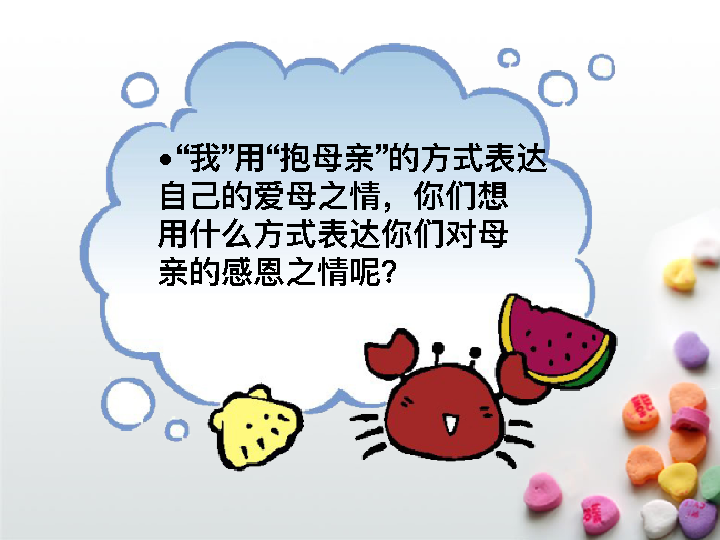 •“我”用“抱母亲”的方式表达
自己的爱母之情，你们想
用什么方式表达你们对母
亲的感恩之情呢？